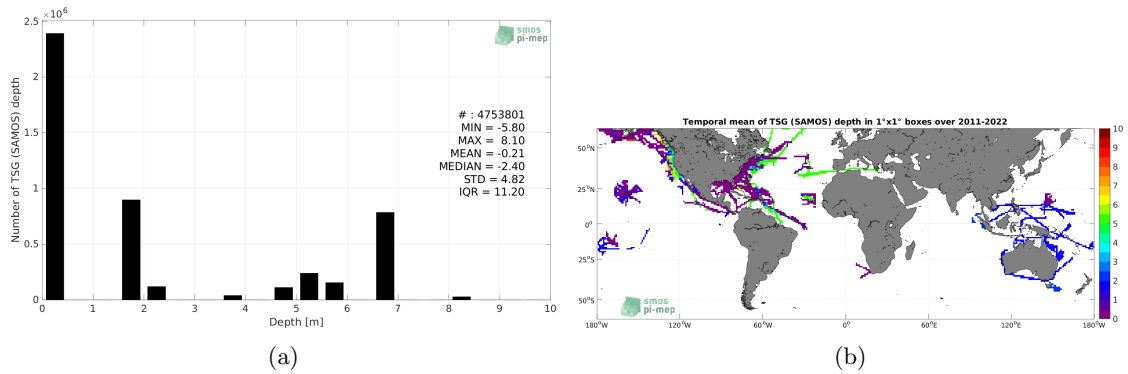 ×10⁶
2.5
2
1.5
1
0.5
0
Number of TSG (SAMOS) depth
smos
pi-mep
# : 4753801
MIN = -5.80
MAX = 8.10
MEAN = -0.21
MEDIAN = -2.40
STD = 4.82
IQR = 11.20
0 1 2 3 4 5 6 7 8 9 10
Depth [m]
(a)
Temporal mean of TSG (SAMOS) depth in 1°x1° boxes over 2011-2022
50°N
25°N
0°
25°S
50°S
smos
pi-mep
180°W 120°W 60°W 0° 60°E 120°E 180°E
10
9
8
7
6
5
4
3
2
1
0
(b)